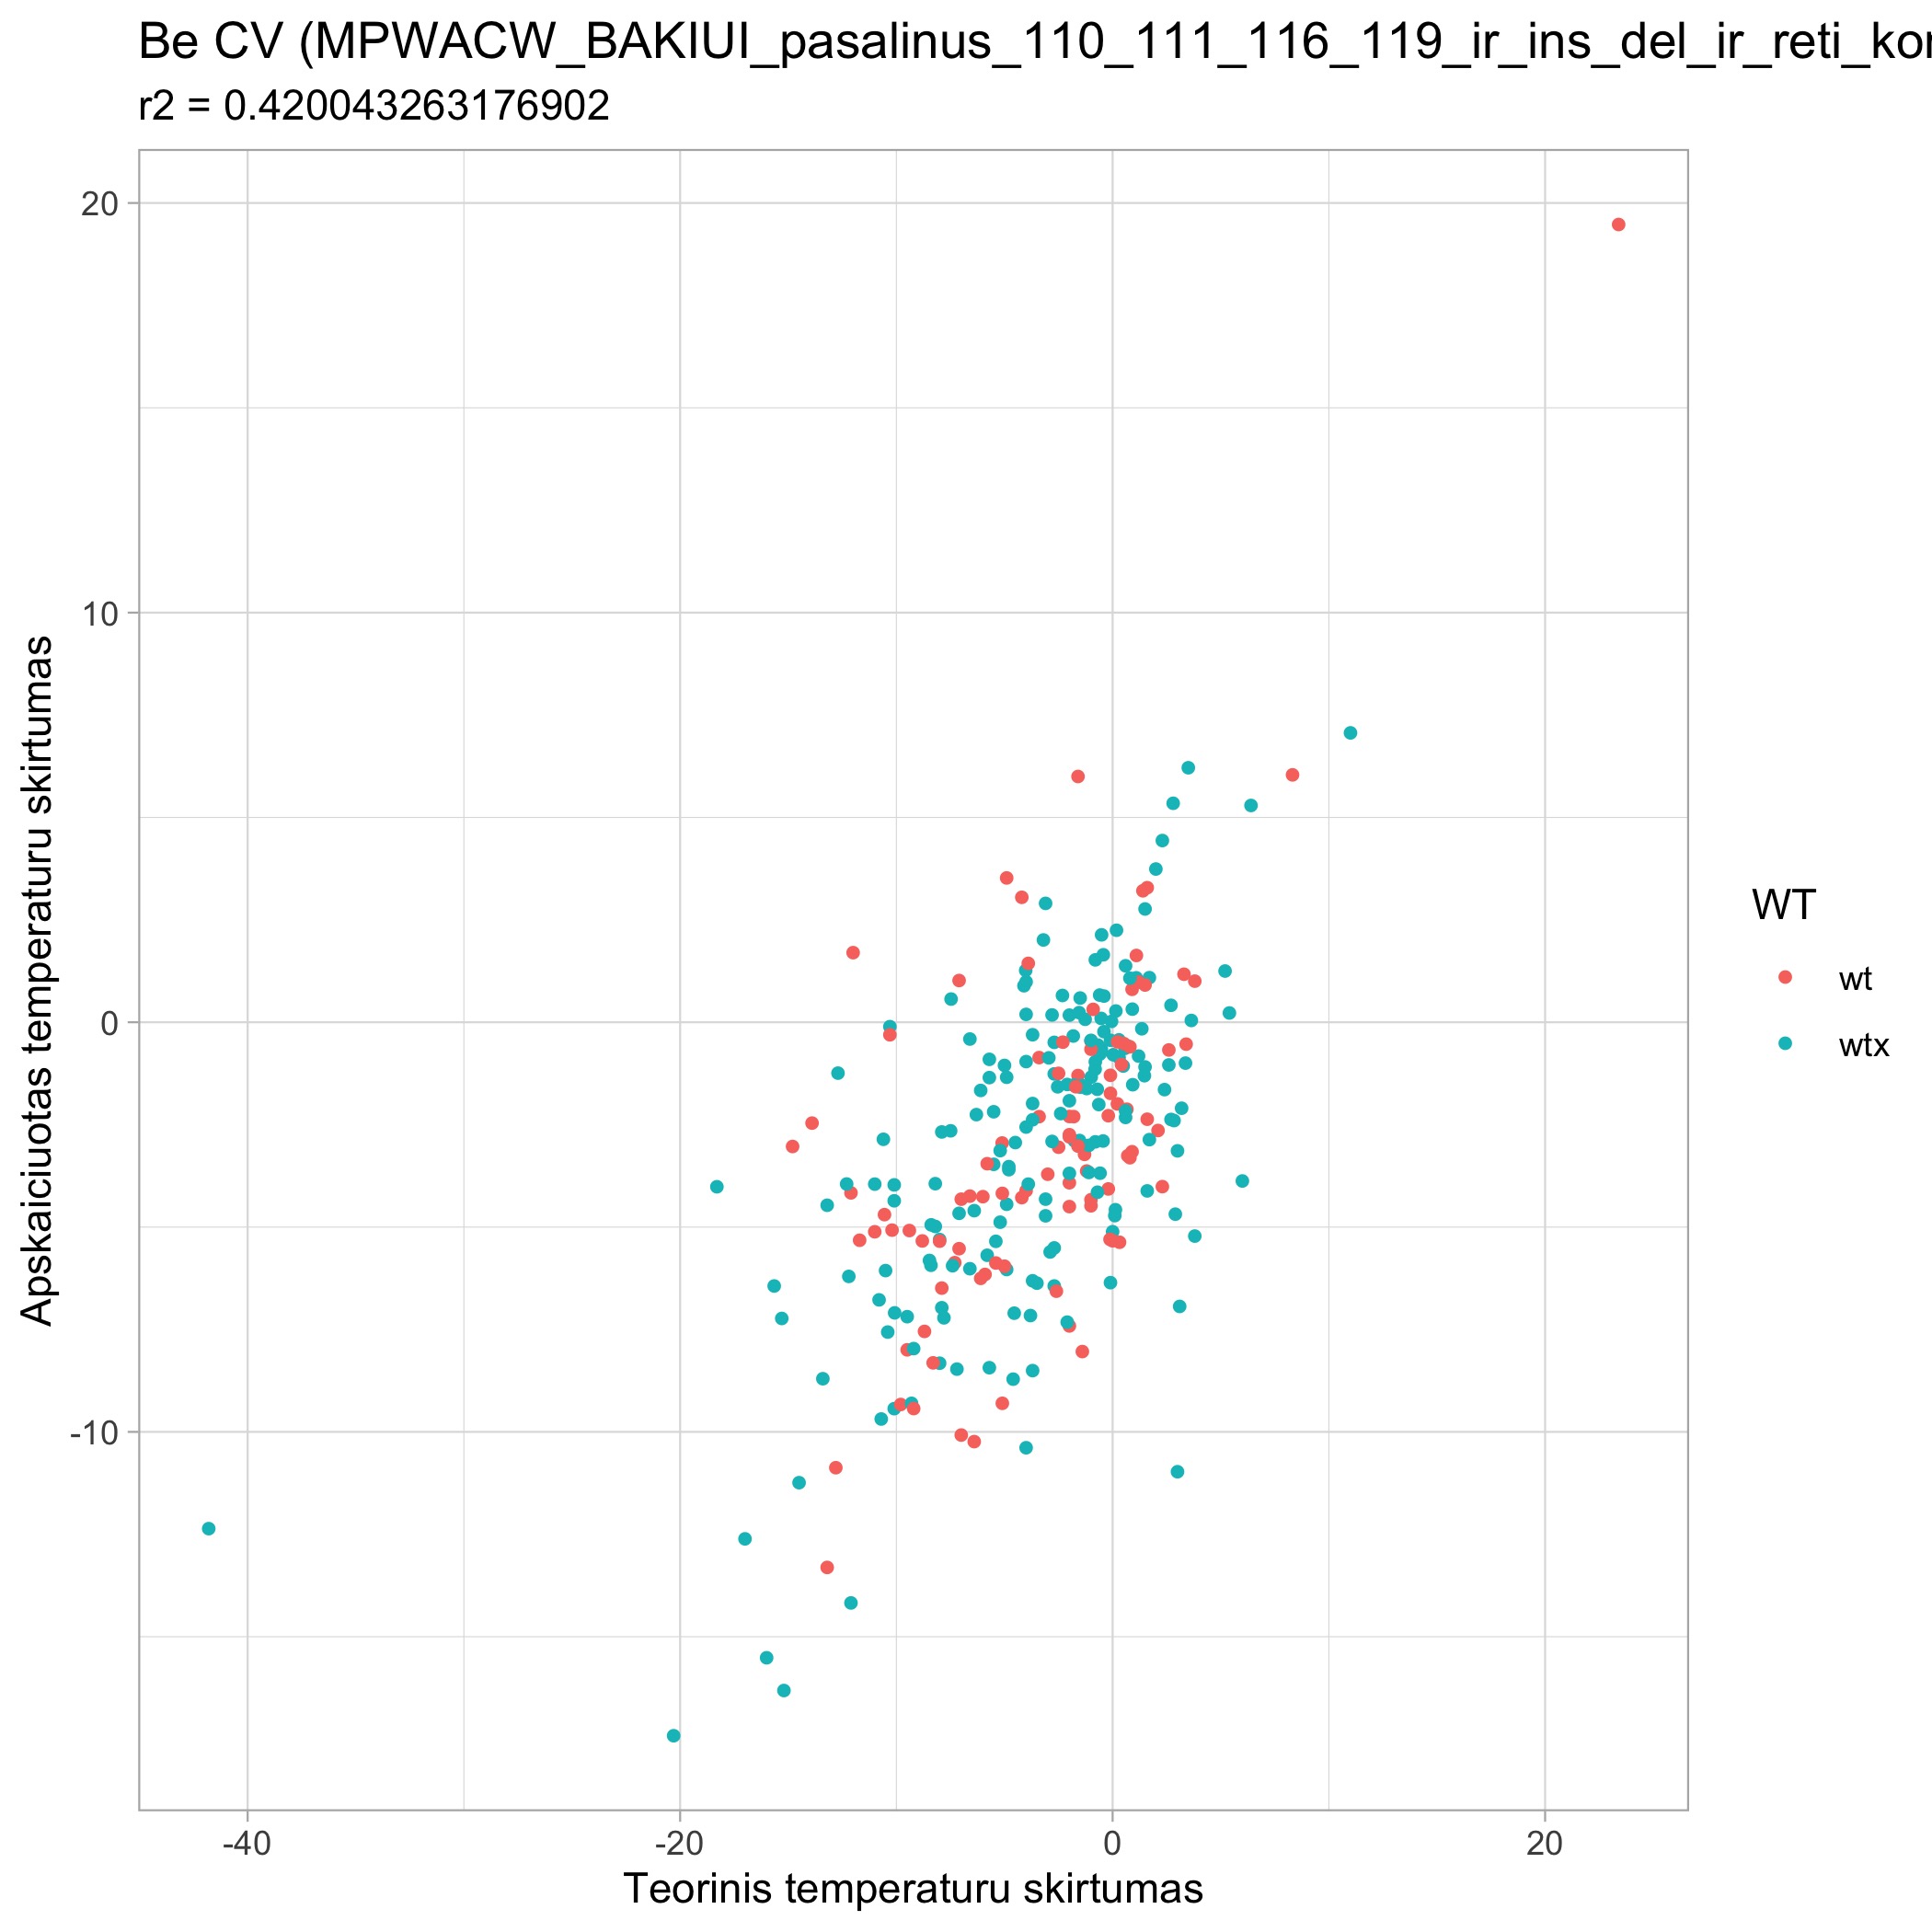 Be CV (MPWACW_BAKIUI_pasalinus_110_111_116_119_ir_ins_del_ir_reti_kor
r2 = 0.420043263176902
20
10
0
-10
Apskaiciuotas temperaturu skirtumas
-40
-20
0
20
Teorinis temperaturu skirtumas
WT
wt
wtx